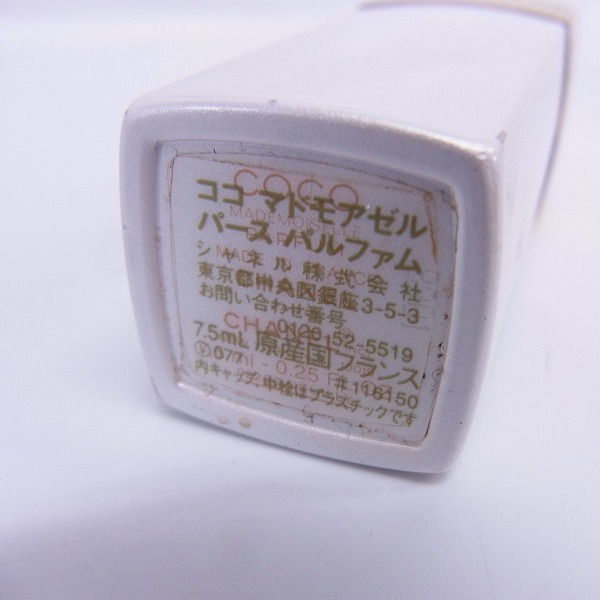 COCO
ココ マドモアゼル
MADEMOISELLE
パース パルファム
シャネル株式会社
東京都中央区銀座3-5-3
お問い合わせ番号
CHANEL
0120-52-5519
7.5mL 原産国フランス
0.25 FL. OZ.
#116150
内キャップ、中栓はプラスチックです